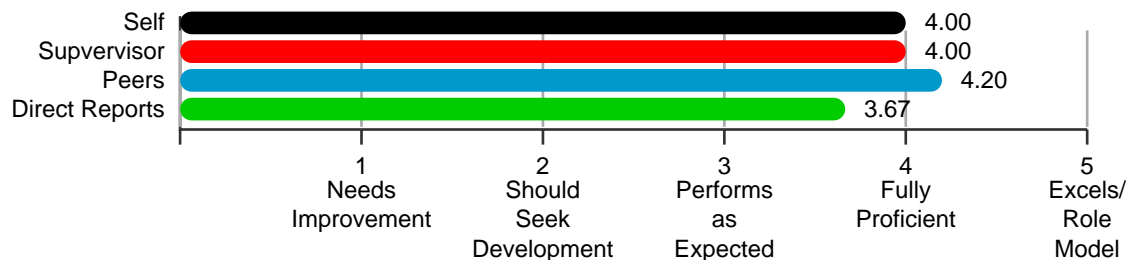 Self 4.00
Supvervisor 4.00
Peers 4.20
Direct Reports 3.67
1 2 3 4 5
Needs Should Performs Fully Excels/
Improvement Seek as Proficient Role
Development Expected Model